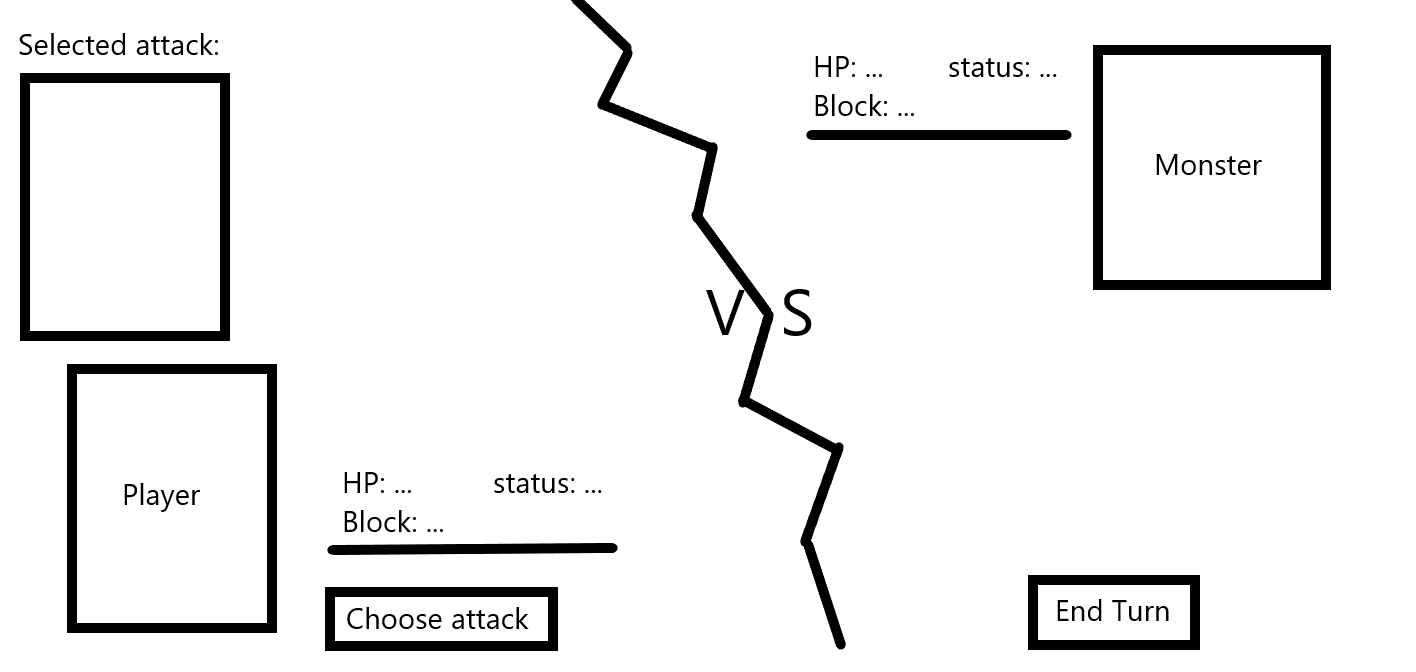 Selected attack:
HP: ... status: ...
Block: ...
Monster
V S
Player
HP: ... status: ...
Block: ...
Choose attack
End Turn